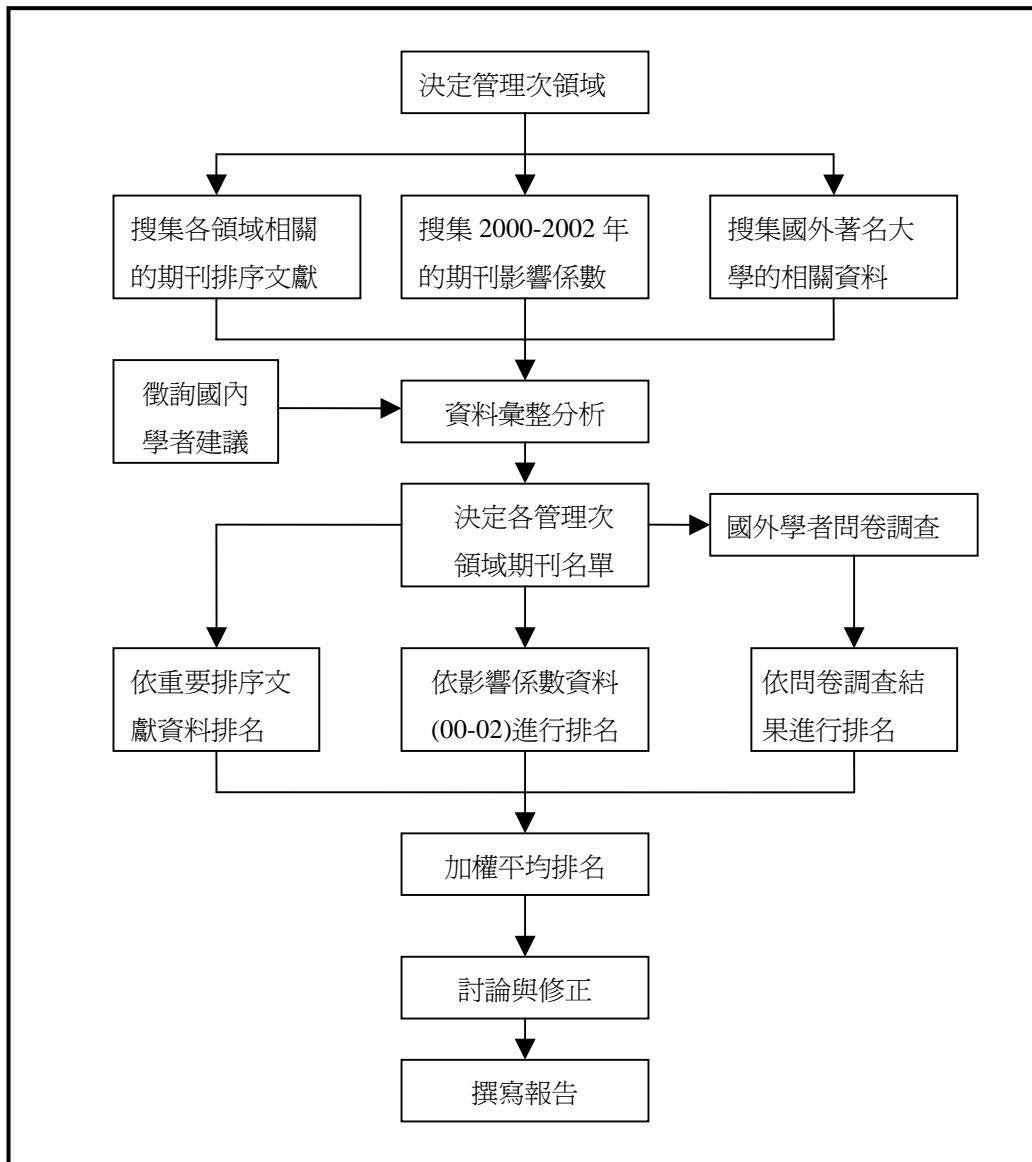 決定管理次領域
搜集各領域相關
的期刊排序文獻
搜集 2000-2002 年
的期刊影響係數
搜集國外著名大
學的相關資料
徵詢國內
學者建議
資料彙整分析
決定各管理次
領域期刊名單
國外學者問卷調查
依重要排序文
獻資料排名
依影響係數資料
(00-02)進行排名
依問卷調查結
果進行排名
加權平均排名
討論與修正
撰寫報告